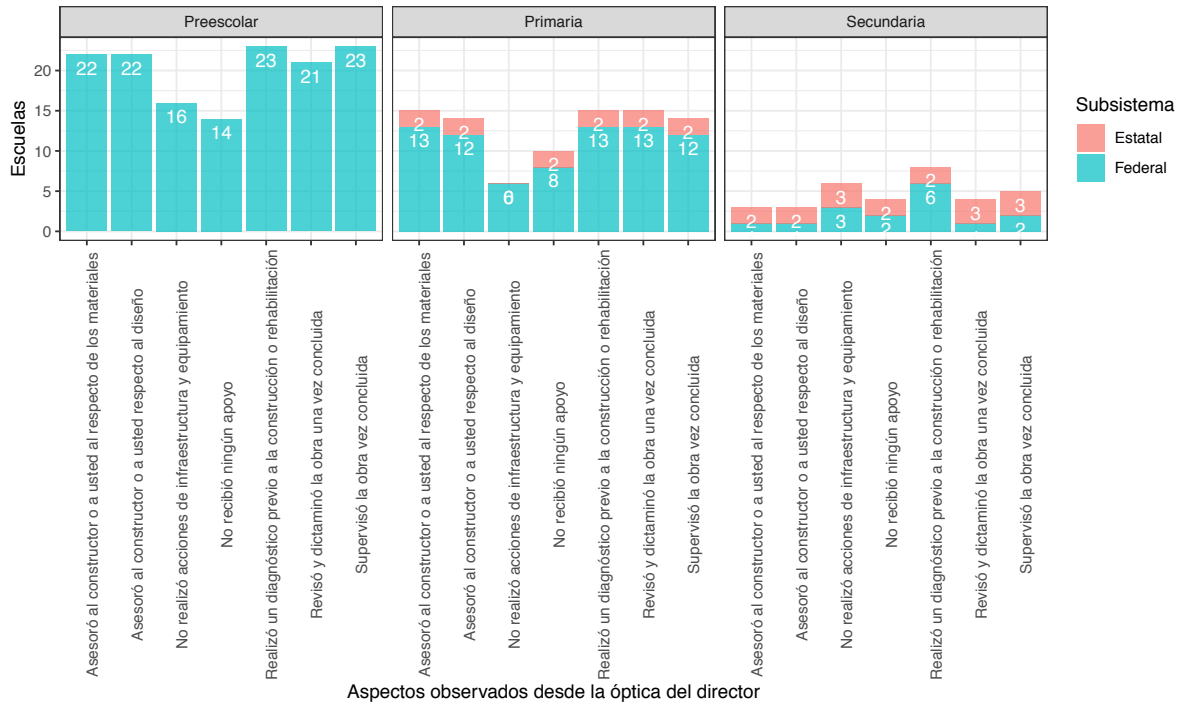 Preescolar
Primaria
Secundaria
Escuelas
20
15
10
5
0
22
22
16
14
23
21
23
2
13
2
12
6
2
8
2
13
2
13
2
12
2
2
3
3
2
2
2
6
3
3
2
Asesoró al constructor o a usted al respecto de los materiales
Asesoró al constructor o a usted respecto al diseño
No realizó acciones de infraestructura y equipamiento
No recibió ningún apoyo
Realizó un diagnóstico previo a la construcción o rehabilitación
Revisó y dictaminó la obra una vez concluida
Supervisó la obra vez concluida
Asesoró al constructor o a usted al respecto de los materiales
Asesoró al constructor o a usted respecto al diseño
No realizó acciones de infraestructura y equipamiento
No recibió ningún apoyo
Realizó un diagnóstico previo a la construcción o rehabilitación
Revisó y dictaminó la obra una vez concluida
Supervisó la obra vez concluida
Asesoró al constructor o a usted al respecto de los materiales
Asesoró al constructor o a usted respecto al diseño
No realizó acciones de infraestructura y equipamiento
No recibió ningún apoyo
Realizó un diagnóstico previo a la construcción o rehabilitación
Revisó y dictaminó la obra una vez concluida
Supervisó la obra vez concluida
Aspectos observados desde la óptica del director
Subsistema
Estatal
Federal